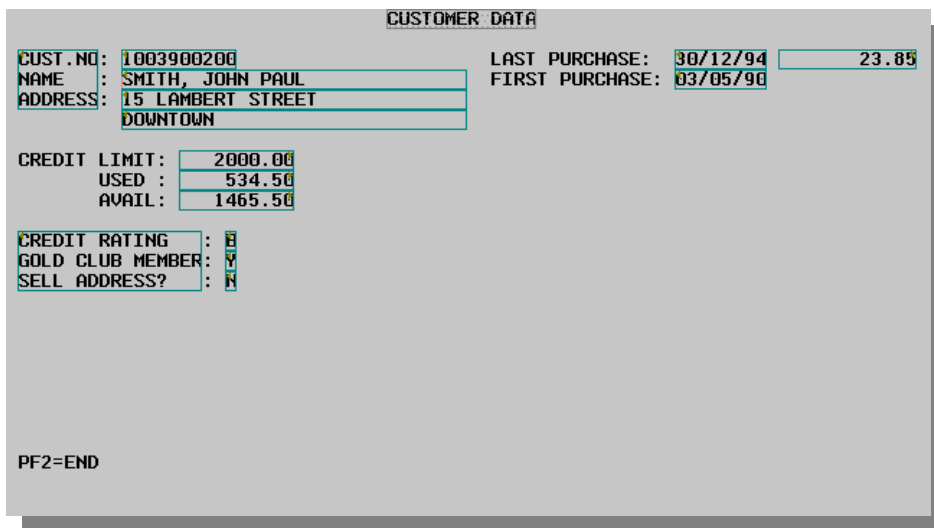 CUSTOMER DATA
CUST.NO: 1003900200 LAST PURCHASE: 30/12/94 23.85
NAME : SMITH, JOHN PAUL FIRST PURCHASE: 03/05/90
ADDRESS: 15 LAMBERT STREET
DOWNTOWN
CREDIT LIMIT: 2000.00
USED : 534.50
AVAIL: 1465.50
CREDIT RATING :
GOLD CLUB MEMBER: Y
SELL ADDRESS? : N
PF2=END